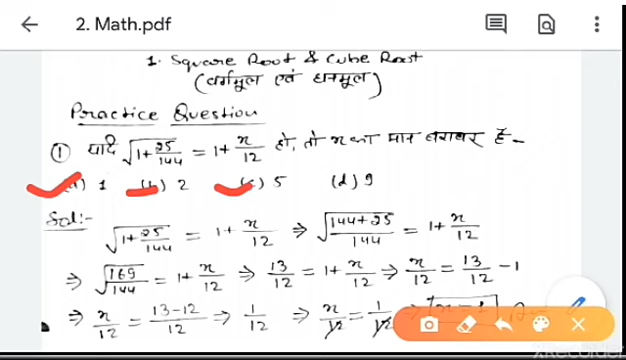 2. Math.pdf
1. Square Root & Cube Root
(वर्गमूल एवं घनमूल)
Practice Question
① यदि √1+25/144 = 1+ x/12 हो, तो x का मान बराबर है-
(a) 1 (b) 2 (c) 5 (d) 9
Sol:-
√1+25/144 = 1+ x/12 ⇒ √144+25/144 = 1+ x/12
⇒ √169/144 = 1+ x/12 ⇒ 13/12 = 1+ x/12 ⇒ x/12 = 13/12 - 1
⇒ x/12 = 13-12/12 ⇒ 1/12 ⇒ x/12 = 1/12 ⇒ x = 1
XRecorder